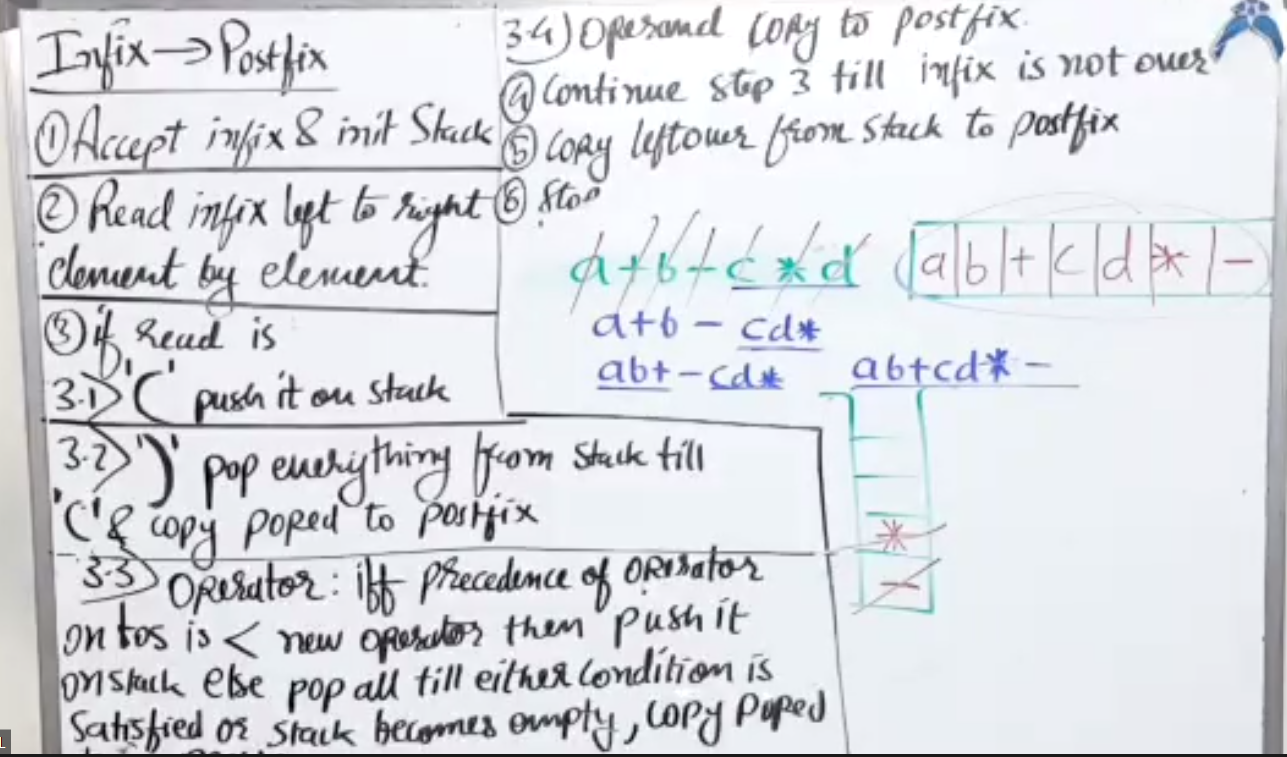 Infix → Postfix
① Accept infix & init Stack
② Read infix left to right
element by element.
③ if read is
3.1) '(' push it on stack
3.2) ')' pop everything from stack till
'(' & copy poped to postfix
3.3) Operator: iff precedence of operator
on tos is < new operator then push it
on stack else pop all till either condition is
satisfied or stack becomes empty, copy poped
3.4) Operand copy to postfix.
④ Continue step 3 till infix is not over
⑤ Copy leftover from stack to postfix
⑥ Stop
a+b-c*d
a|b|+|c|d|*|-
a+b - cd*
ab+ - cd*
ab+cd* -
*
-
1